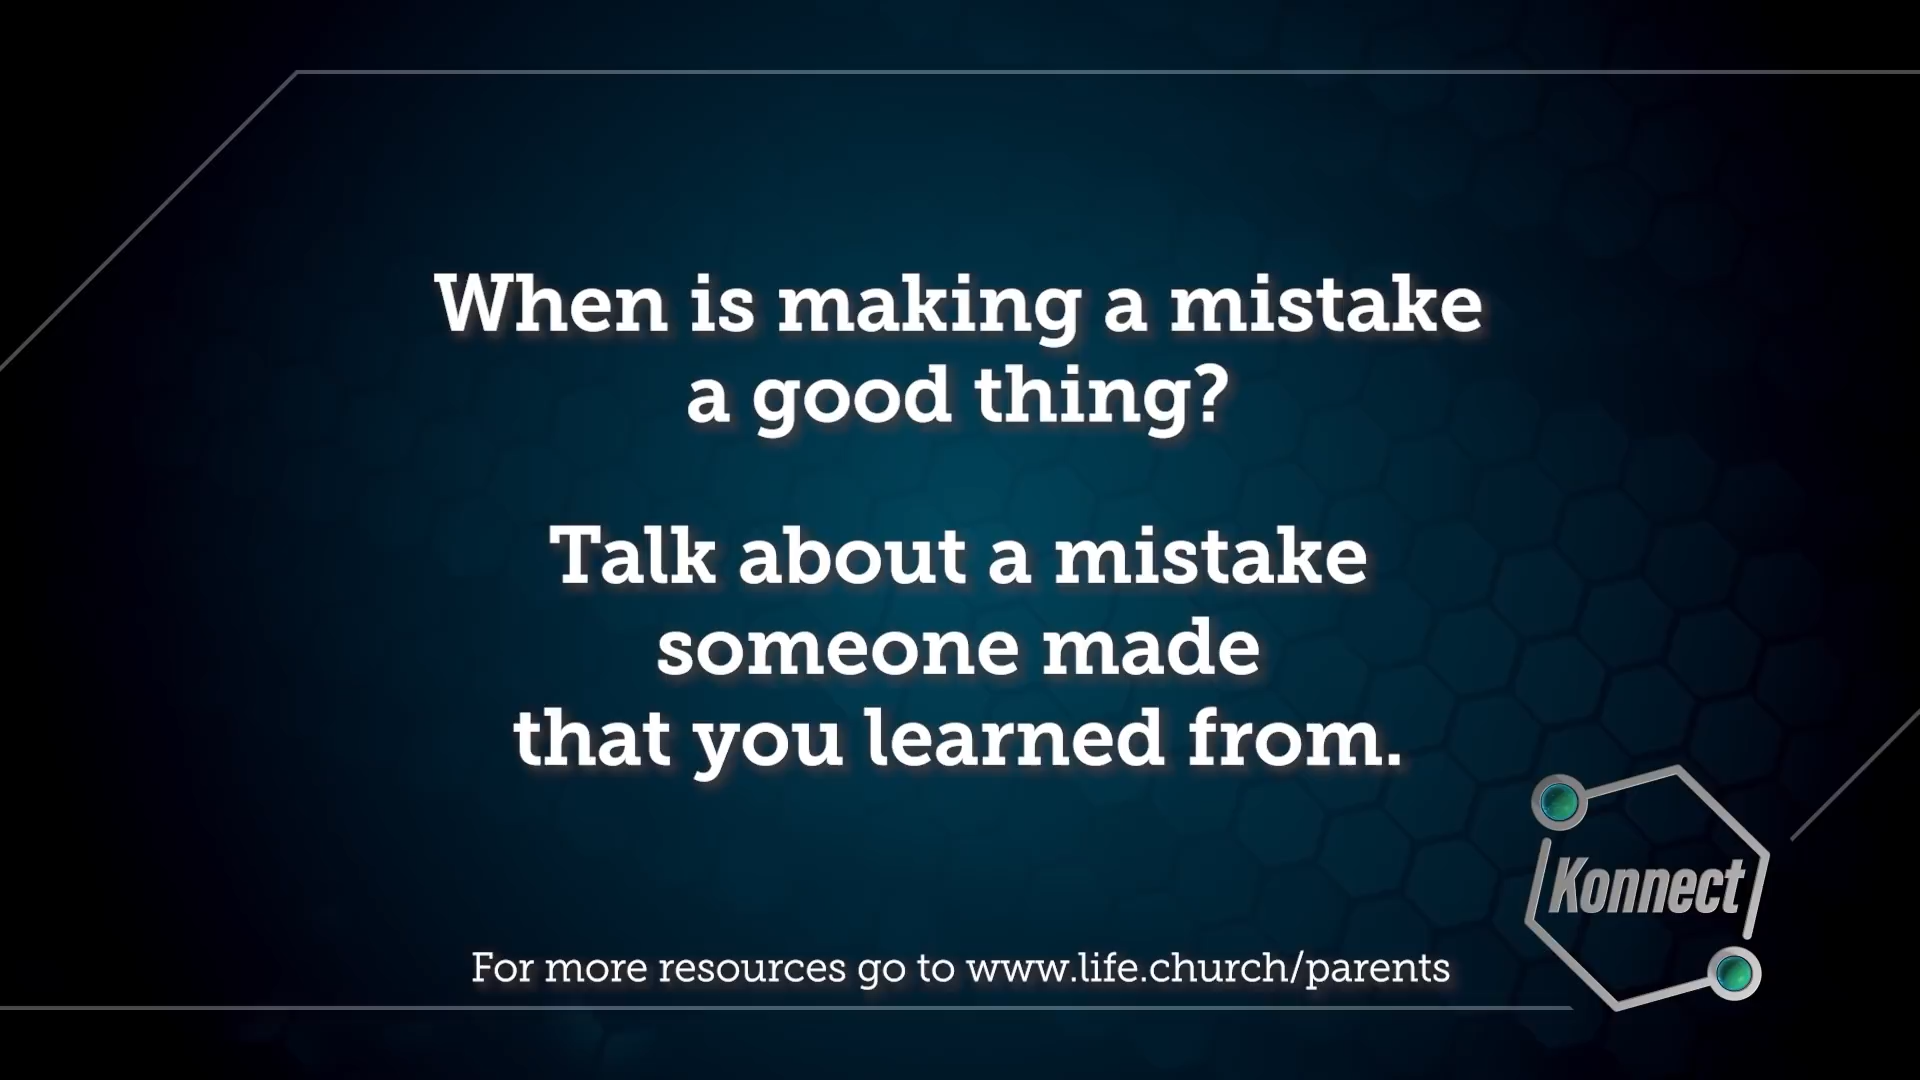 When is making a mistake
a good thing?
Talk about a mistake
someone made
that you learned from.
Konnect
For more resources go to www.life.church/parents